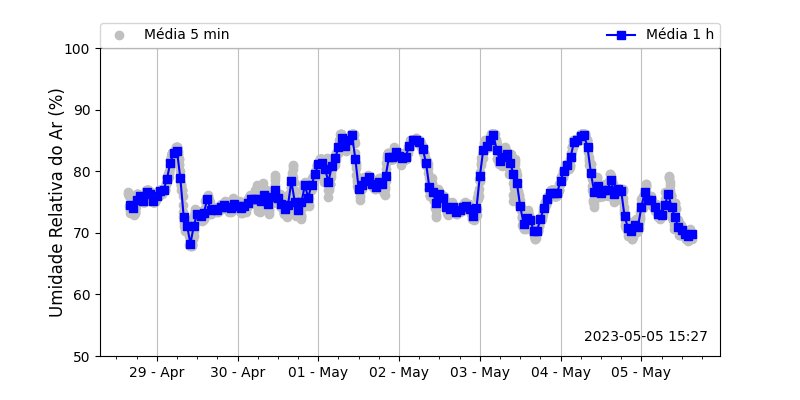 Média 5 min Média 1 h
100
90
80
70
60
50
Umidade Relativa do Ar (%)
2023-05-05 15:27
29 - Apr 30 - Apr 01 - May 02 - May 03 - May 04 - May 05 - May